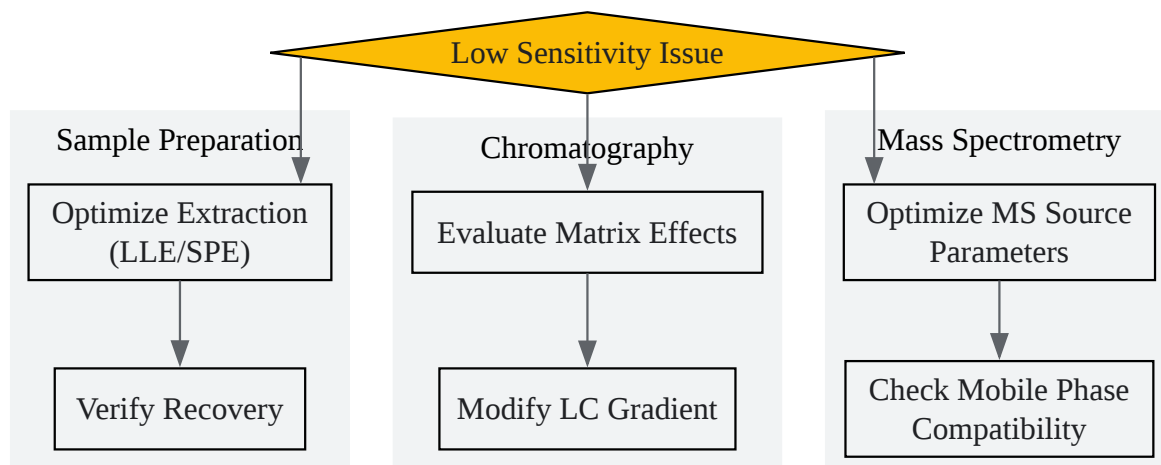 Low Sensitivity Issue
Sample Preparation
Optimize Extraction
(LLE/SPE)
Verify Recovery
Chromatography
Evaluate Matrix Effects
Modify LC Gradient
Mass Spectrometry
Optimize MS Source
Parameters
Check Mobile Phase
Compatibility